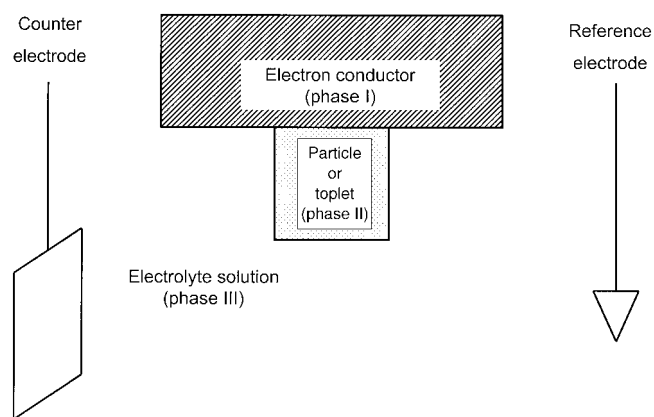 Counter
electrode
Electron conductor
(phase I)
Reference
electrode
Particle
or
toplet
(phase II)
Electrolyte solution
(phase III)